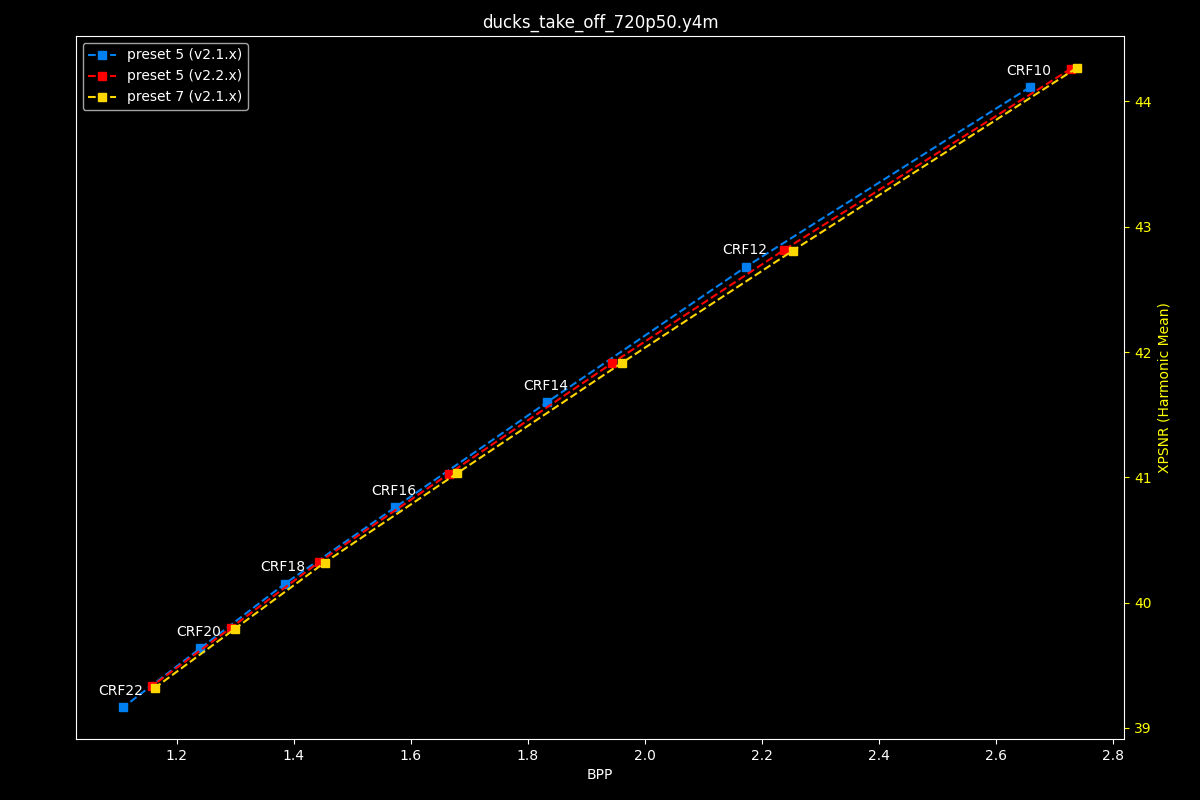 ducks_take_off_720p50.y4m
preset 5 (v2.1.x)
preset 5 (v2.2.x)
preset 7 (v2.1.x)
CRF10
CRF12
CRF14
CRF16
CRF18
CRF20
CRF22
44
43
42
41
40
39
XPSNR (Harmonic Mean)
1.2 1.4 1.6 1.8 2.0 2.2 2.4 2.6 2.8
BPP